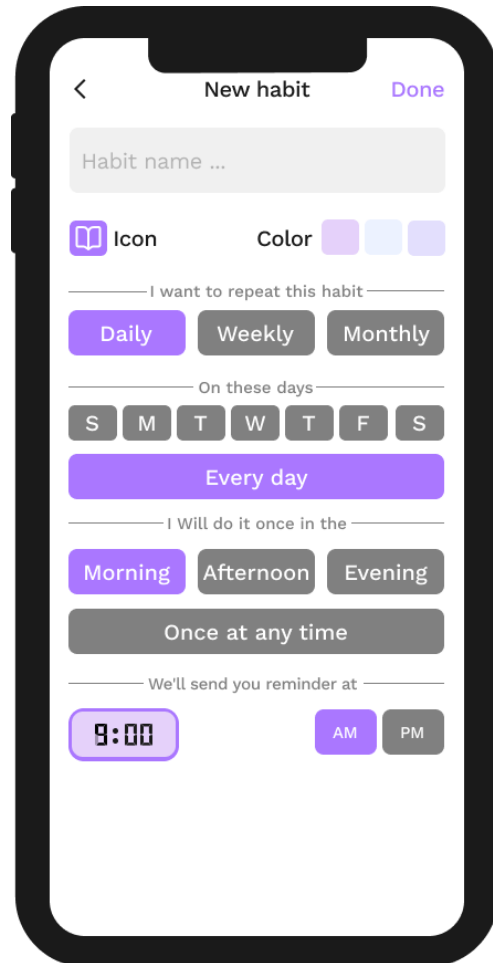 New habit Done
Habit name ...
Icon Color
I want to repeat this habit
Daily Weekly Monthly
On these days
S M T W T F S
Every day
I Will do it once in the
Morning Afternoon Evening
Once at any time
We'll send you reminder at
9:00 AM PM